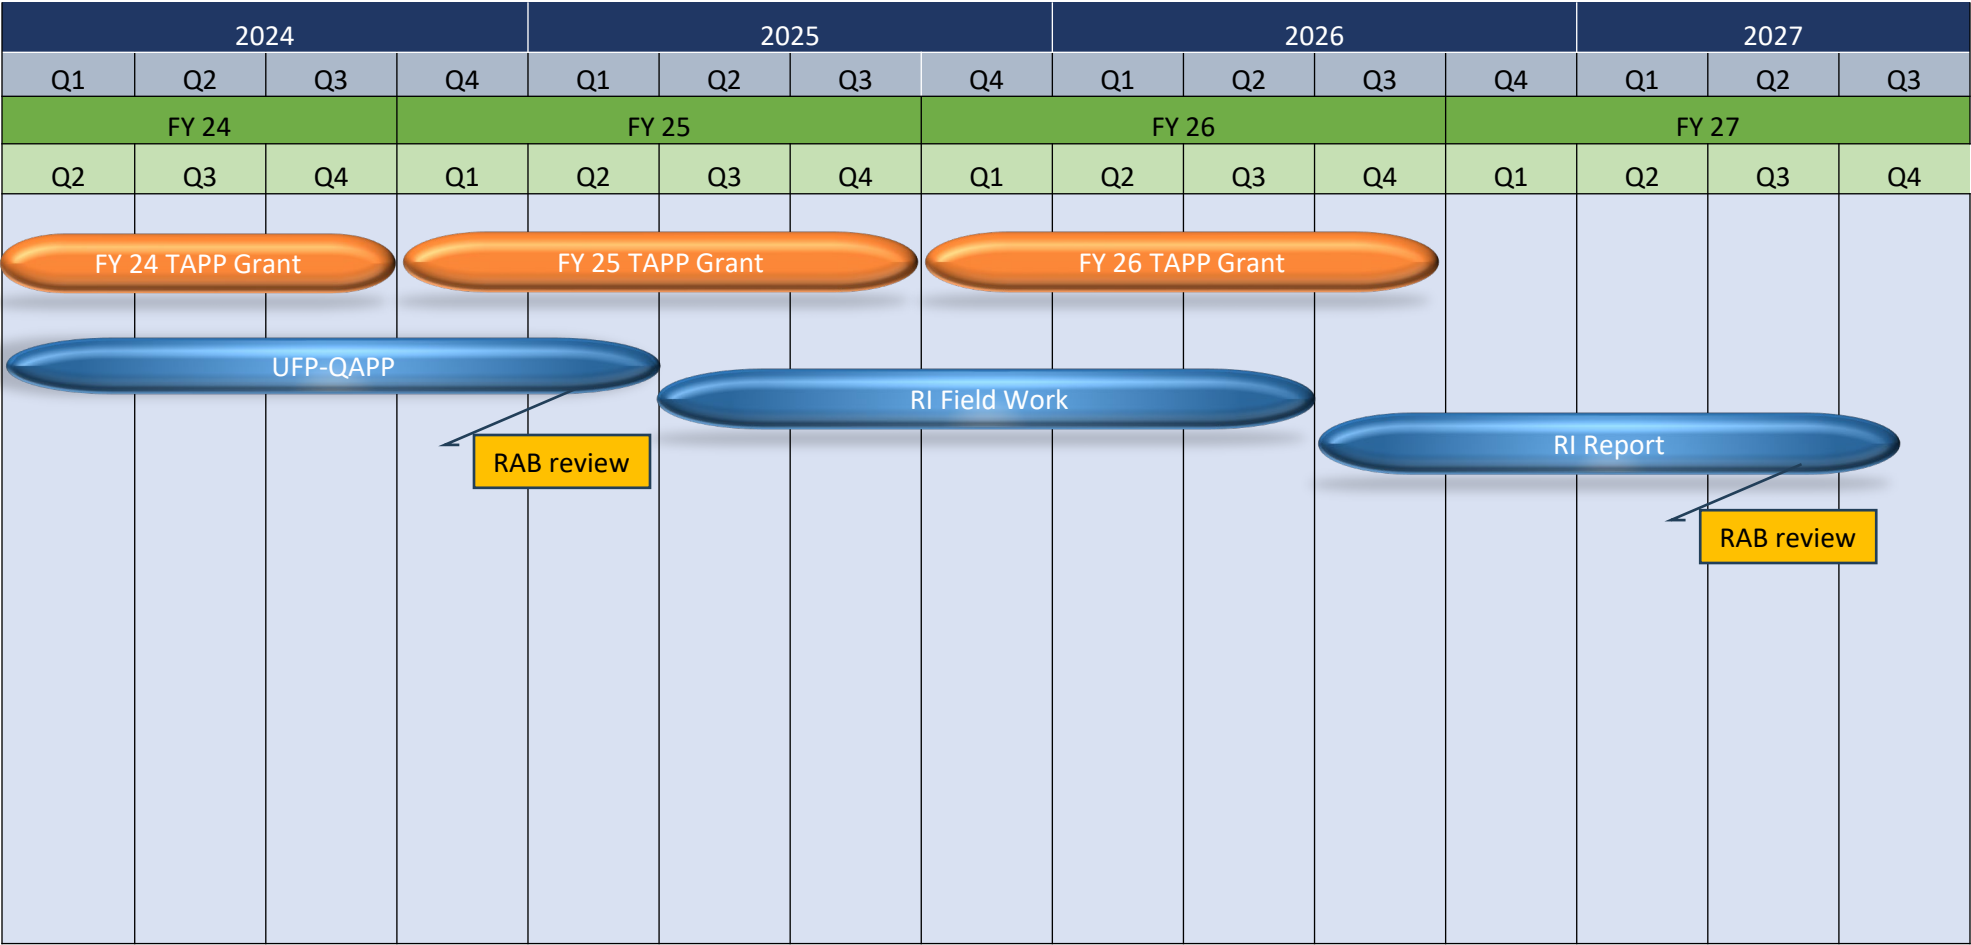 2024 2025 2026 2027
Q1 Q2 Q3 Q4 Q1 Q2 Q3 Q4 Q1 Q2 Q3 Q4 Q1 Q2 Q3
FY 24 FY 25 FY 26 FY 27
Q2 Q3 Q4 Q1 Q2 Q3 Q4 Q1 Q2 Q3 Q4 Q1 Q2 Q3 Q4
FY 24 TAPP Grant FY 25 TAPP Grant FY 26 TAPP Grant
UFP-QAPP
RI Field Work
RI Report
RAB review
RAB review